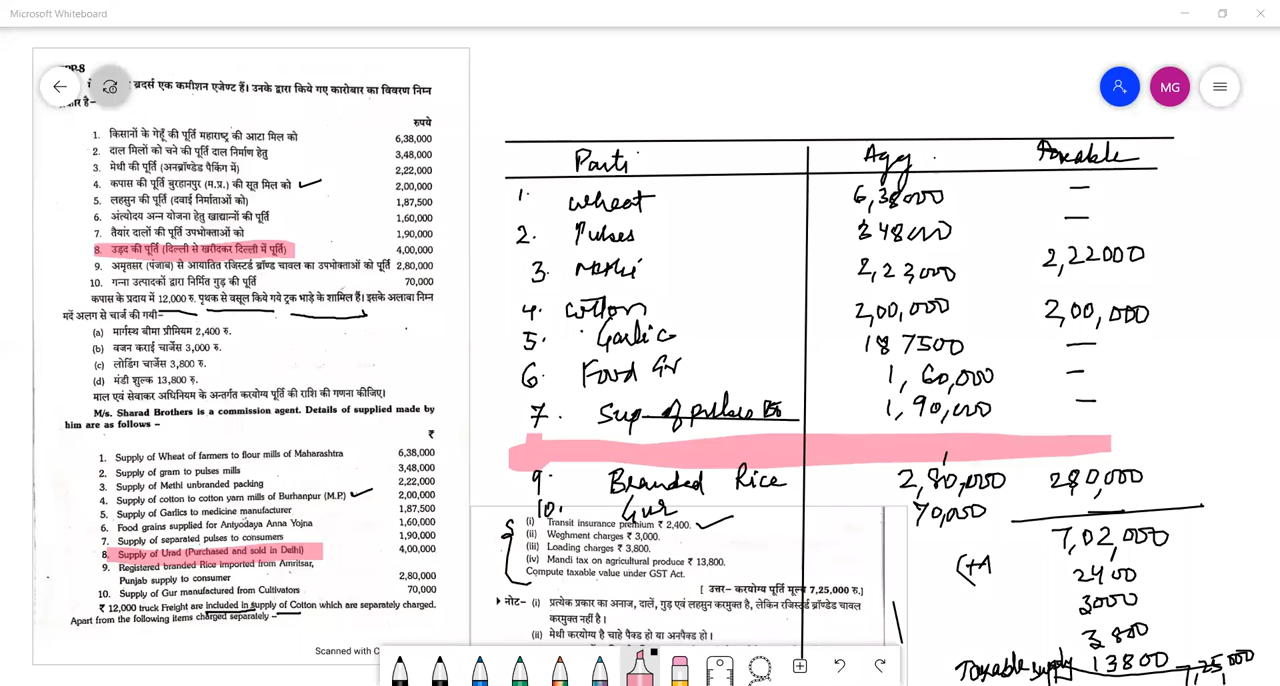 Microsoft Whiteboard
MG
ब्रदर्स एक कमीशन एजेण्ट हैं। उनके द्वारा किये गए कारोबार का विवरण निम्न
है–
रुपये
1. किसानों के गेहूँ की पूर्ति महाराष्ट्र की आटा मिल को 6,38,000
2. दाल मिलों को चने की पूर्ति दाल निर्माण हेतु 3,48,000
3. मेथी की पूर्ति (अनब्रॉण्डेड पैकिंग में) 2,22,000
4. कपास की पूर्ति बुरहानपुर (म.प्र.) की सूत मिल को 2,00,000
5. लहसुन की पूर्ति (दवाई निर्माताओं को) 1,87,500
6. अंत्योदय अन्न योजना हेतु खाद्यान्नों की पूर्ति 1,60,000
7. तैयार दालों की पूर्ति उपभोक्ताओं को 1,90,000
8. उड़द की पूर्ति (दिल्ली से खरीदकर दिल्ली में पूर्ति) 4,00,000
9. अमृतसर (पंजाब) से आयातित रजिस्टर्ड ब्रॉण्ड चावल का उपभोक्ताओं को पूर्ति 2,80,000
10. गन्ना उत्पादकों द्वारा निर्मित गुड़ की पूर्ति 70,000
कपास के प्रदाय में 12,000 रु. पृथक से वसूल किये गये ट्रक भाड़े के शामिल हैं। इसके अलावा निम्न
मदें अलग से चार्ज की गयी–
(a) मार्गस्थ बीमा प्रीमियम 2,400 रु.
(b) वजन कराई चार्जेस 3,000 रु.
(c) लोडिंग चार्जेस 3,800 रु.
(d) मंडी शुल्क 13,800 रु.
माल एवं सेवाकर अधिनियम के अन्तर्गत करयोग्य पूर्ति की राशि की गणना कीजिए।
M/s. Sharad Brothers is a commission agent. Details of supplied made by
him are as follows –
₹
1. Supply of Wheat of farmers to flour mills of Maharashtra 6,38,000
2. Supply of gram to pulses mills 3,48,000
3. Supply of Methi unbranded packing 2,22,000
4. Supply of cotton to cotton yarn mills of Burhanpur (M.P.) 2,00,000
5. Supply of Garlics to medicine manufacturer 1,87,500
6. Food grains supplied for Antyodaya Anna Yojna 1,60,000
7. Supply of separated pulses to consumers 1,90,000
8. Supply of Urad (Purchased and sold in Delhi) 4,00,000
9. Registered branded Rice imported from Amritsar,
Punjab supply to consumer 2,80,000
10. Supply of Gur manufactured from Cultivators 70,000
₹ 12,000 truck Freight are included in supply of Cotton which are separately charged.
Apart from the following items charged separately –
Scanned with C
Parti Agg. Taxable
1. Wheat 6,38000 –
2. Pulses 348000 –
3. Methi 2,23000 2,22000
4. Cotton 2,00,000 2,00,000
5. Garlic 187500 –
6. Food Gr 1,60,000 –
7. Sup of pulses 1,90,000 –
9. Branded Rice 2,80,000 280,000
10. Gur 70,000 –
7,02,000
(+A
2400
3000
3800
Taxable supply 13800 7,25,000
(i) Transit insurance premium ₹ 2,400.
(ii) Weghment charges ₹ 3,000.
(iii) Loading charges ₹ 3,800.
(iv) Mandi tax on agricultural produce ₹ 13,800.
Compute taxable value under GST Act.
[ उत्तर– करयोग्य पूर्ति मूल्य 7,25,000 रु.]
नोट– (i) प्रत्येक प्रकार का अनाज, दालें, गुड़ एवं लहसुन करमुक्त है, लेकिन रजिस्टर्ड ब्रॉण्डेड चावल
करमुक्त नहीं है।
(ii) मेथी करयोग्य है चाहे पैक्ड हो या अनपैक्ड हो।